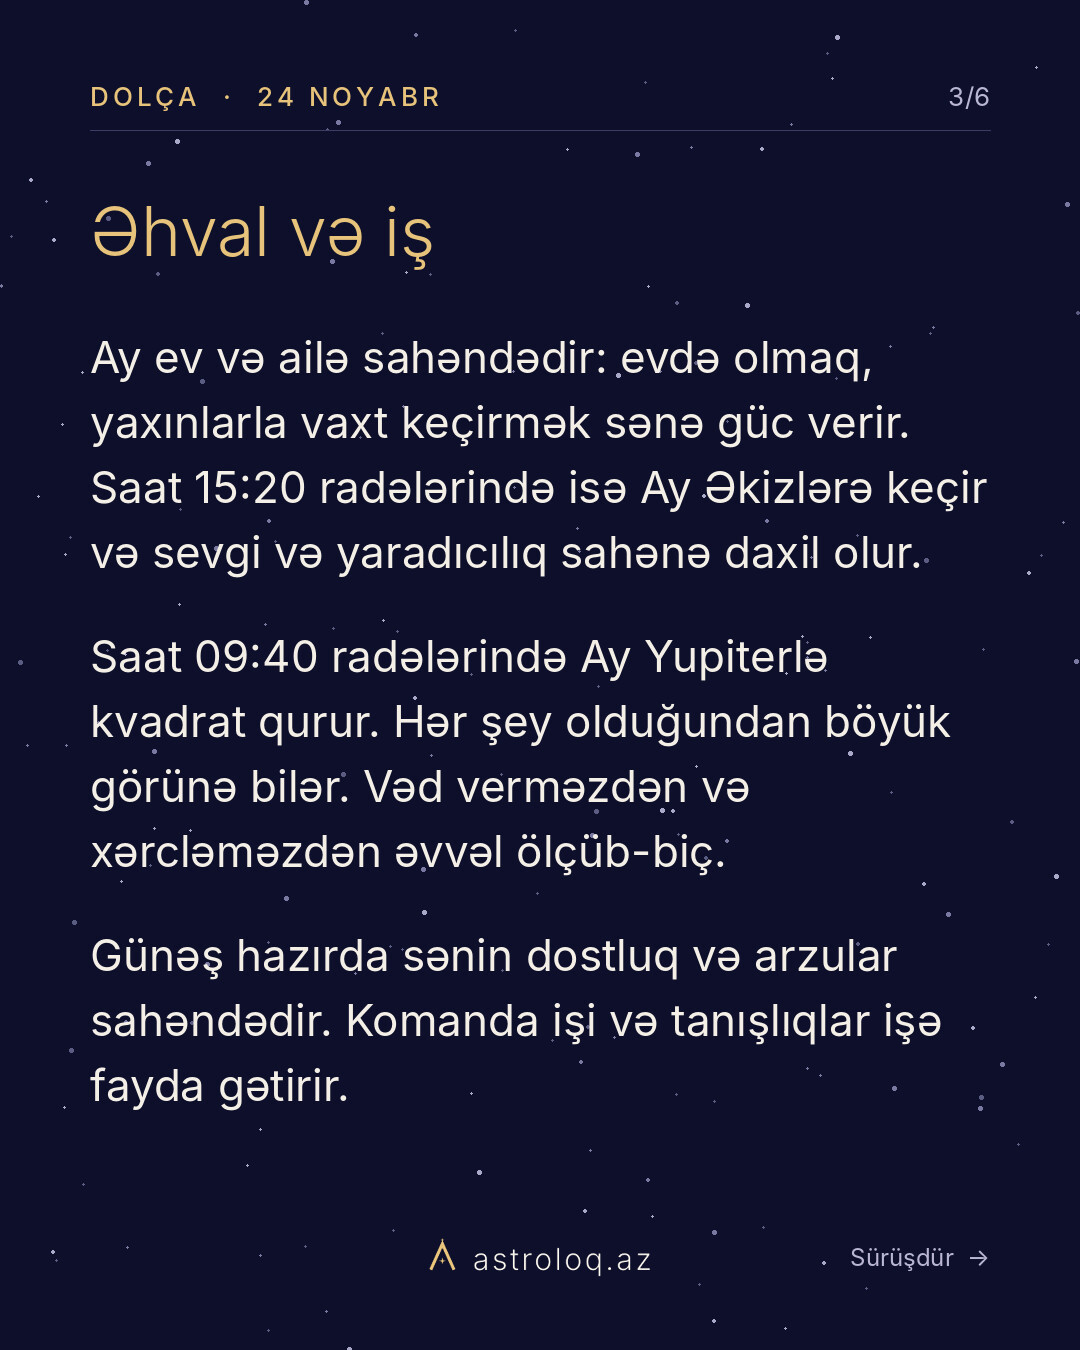 DOLÇA · 24 NOYABR
3/6
Əhval və iş
Ay ev və ailə sahəndədir: evdə olmaq,
yaxınlarla vaxt keçirmək sənə güc verir.
Saat 15:20 radələrində isə Ay Əkizlərə keçir
və sevgi və yaradıcılıq sahənə daxil olur.
Saat 09:40 radələrində Ay Yupiterlə
kvadrat qurur. Hər şey olduğundan böyük
görünə bilər. Vəd verməzdən və
xərcləməzdən əvvəl ölçüb-biç.
Günəş hazırda sənin dostluq və arzular
sahəndədir. Komanda işi və tanışlıqlar işə
fayda gətirir.
astroloq.az
Sürüşdür →